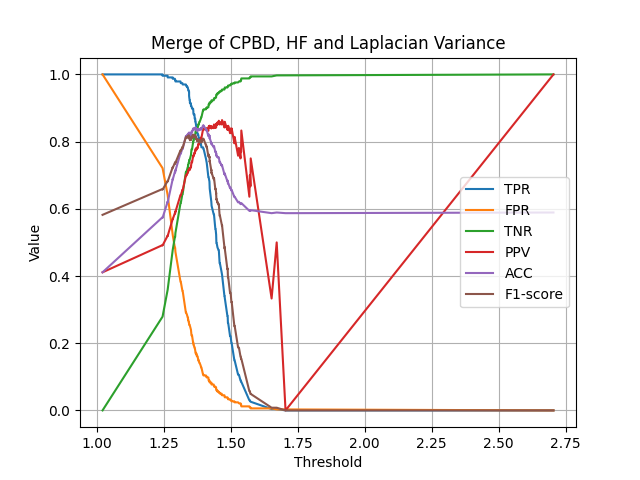 Merge of CPBD, HF and Laplacian Variance
Value
1.0
0.8
0.6
0.4
0.2
0.0
TPR
FPR
TNR
PPV
ACC
F1-score
1.00 1.25 1.50 1.75 2.00 2.25 2.50 2.75
Threshold